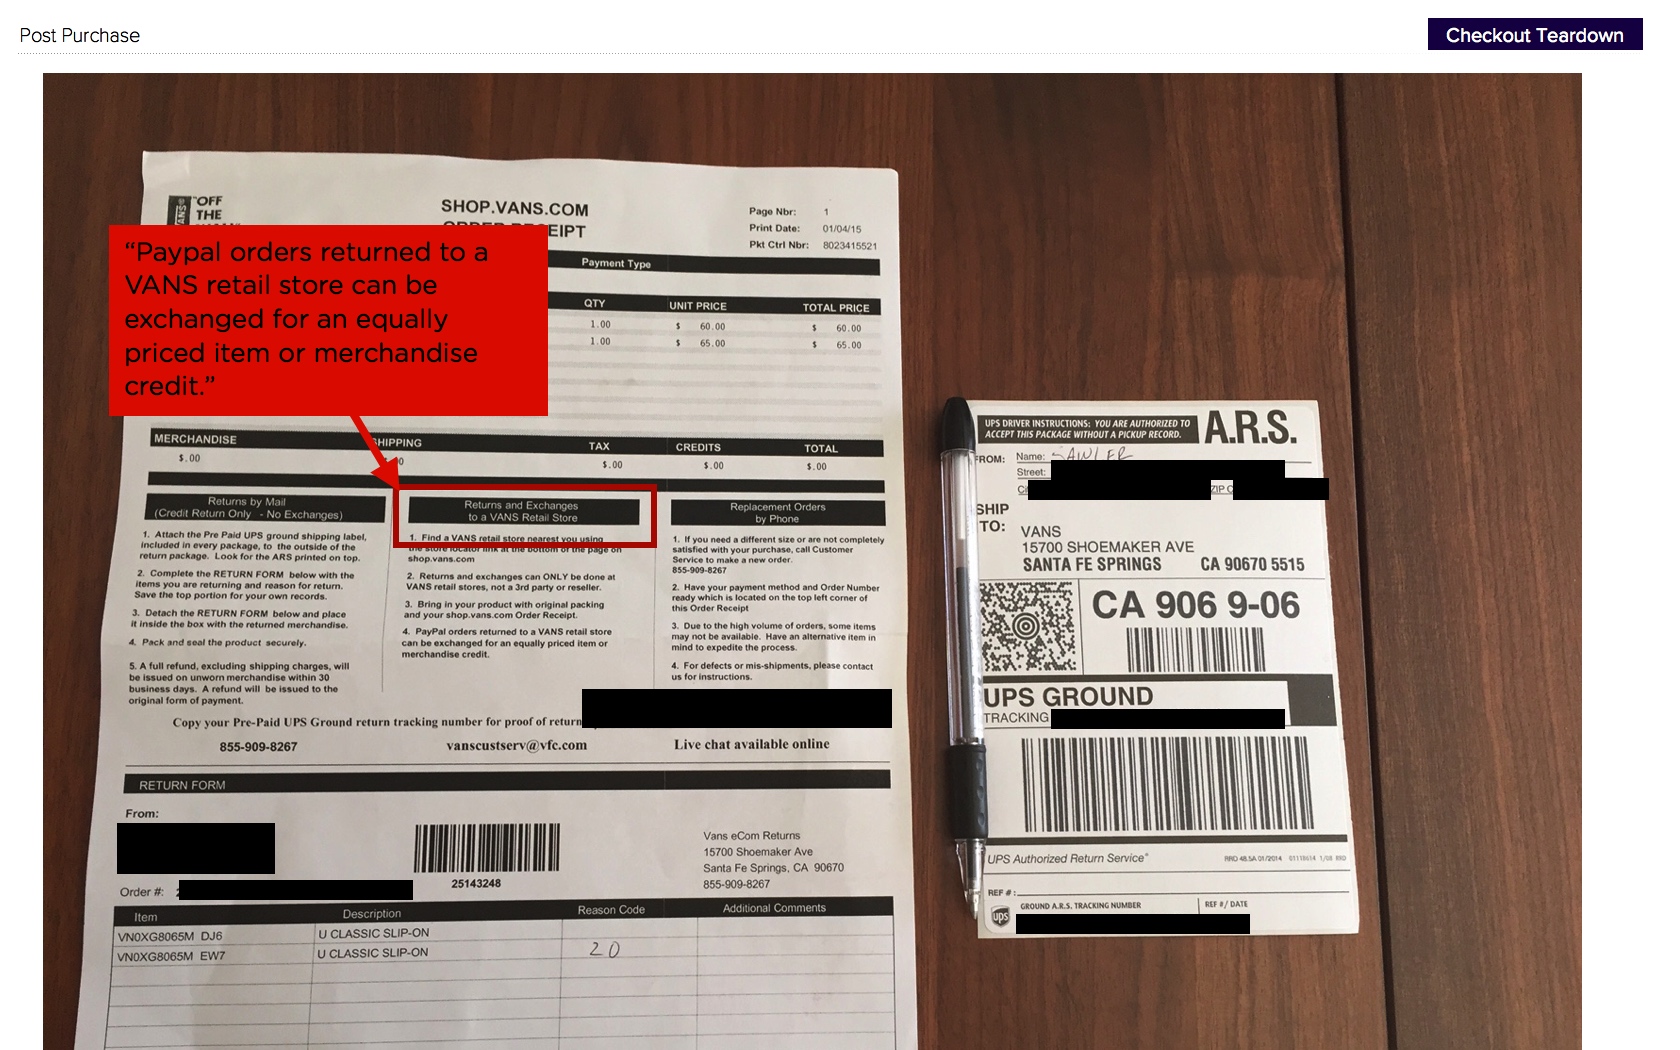 Post Purchase
Checkout Teardown
"OFF
THE
VANS®
SHOP.VANS.COM
Page Nbr: 1
Print Date: 01/04/15
Pkt Ctrl Nbr: 8023415521
“Paypal orders returned to a
VANS retail store can be
exchanged for an equally
priced item or merchandise
credit.”
Payment Type
QTY UNIT PRICE TOTAL PRICE
1.00 $ 60.00 $ 60.00
1.00 $ 65.00 $ 65.00
MERCHANDISE SHIPPING TAX CREDITS TOTAL
$.00 $.00 $.00 $.00
Returns by Mail
(Credit Return Only - No Exchanges)
1. Attach the Pre Paid UPS ground shipping label,
included in every package, to the outside of the
return package. Look for the ARS printed on top.
2. Complete the RETURN FORM below with the
items you are returning and reason for return.
Save the top portion for your own records.
3. Detach the RETURN FORM below and place
it inside the box with the returned merchandise.
4. Pack and seal the product securely.
5. A full refund, excluding shipping charges, will
be issued on unworn merchandise within 30
business days. A refund will be issued to the
original form of payment.
Returns and Exchanges
to a VANS Retail Store
1. Find a VANS retail store nearest you using
the store locator link at the bottom of the page on
shop.vans.com
2. Returns and exchanges can ONLY be done at
VANS retail stores, not a 3rd party or reseller.
3. Bring in your product with original packing
and your shop.vans.com Order Receipt.
4. PayPal orders returned to a VANS retail store
can be exchanged for an equally priced item or
merchandise credit.
Replacement Orders
by Phone
1. If you need a different size or are not completely
satisfied with your purchase, call Customer
Service to make a new order.
855-909-8267
2. Have your payment method and Order Number
ready which is located on the top left corner of
this Order Receipt
3. Due to the high volume of orders, some items
may not be available. Have an alternative item in
mind to expedite the process.
4. For defects or mis-shipments, please contact
us for instructions.
Copy your Pre-Paid UPS Ground return tracking number for proof of return
855-909-8267 vanscustserv@vfc.com Live chat available online
RETURN FORM
From:
Order #:
25143248
Vans eCom Returns
15700 Shoemaker Ave
Santa Fe Springs, CA 90670
855-909-8267
Item Description Reason Code Additional Comments
VN0XG8065M DJ6 U CLASSIC SLIP-ON
VN0XG8065M EW7 U CLASSIC SLIP-ON 20
UPS DRIVER INSTRUCTIONS: YOU ARE AUTHORIZED TO
ACCEPT THIS PACKAGE WITHOUT A PICKUP RECORD.
A.R.S.
FROM: Name:
Street:
SHIP
TO:
VANS
15700 SHOEMAKER AVE
SANTA FE SPRINGS CA 90670 5515
CA 906 9-06
UPS GROUND
TRACKING
UPS Authorized Return Service
RRD 48.5A 01/2014
REF #:
GROUND A.R.S. TRACKING NUMBER REF #/ DATE
ups